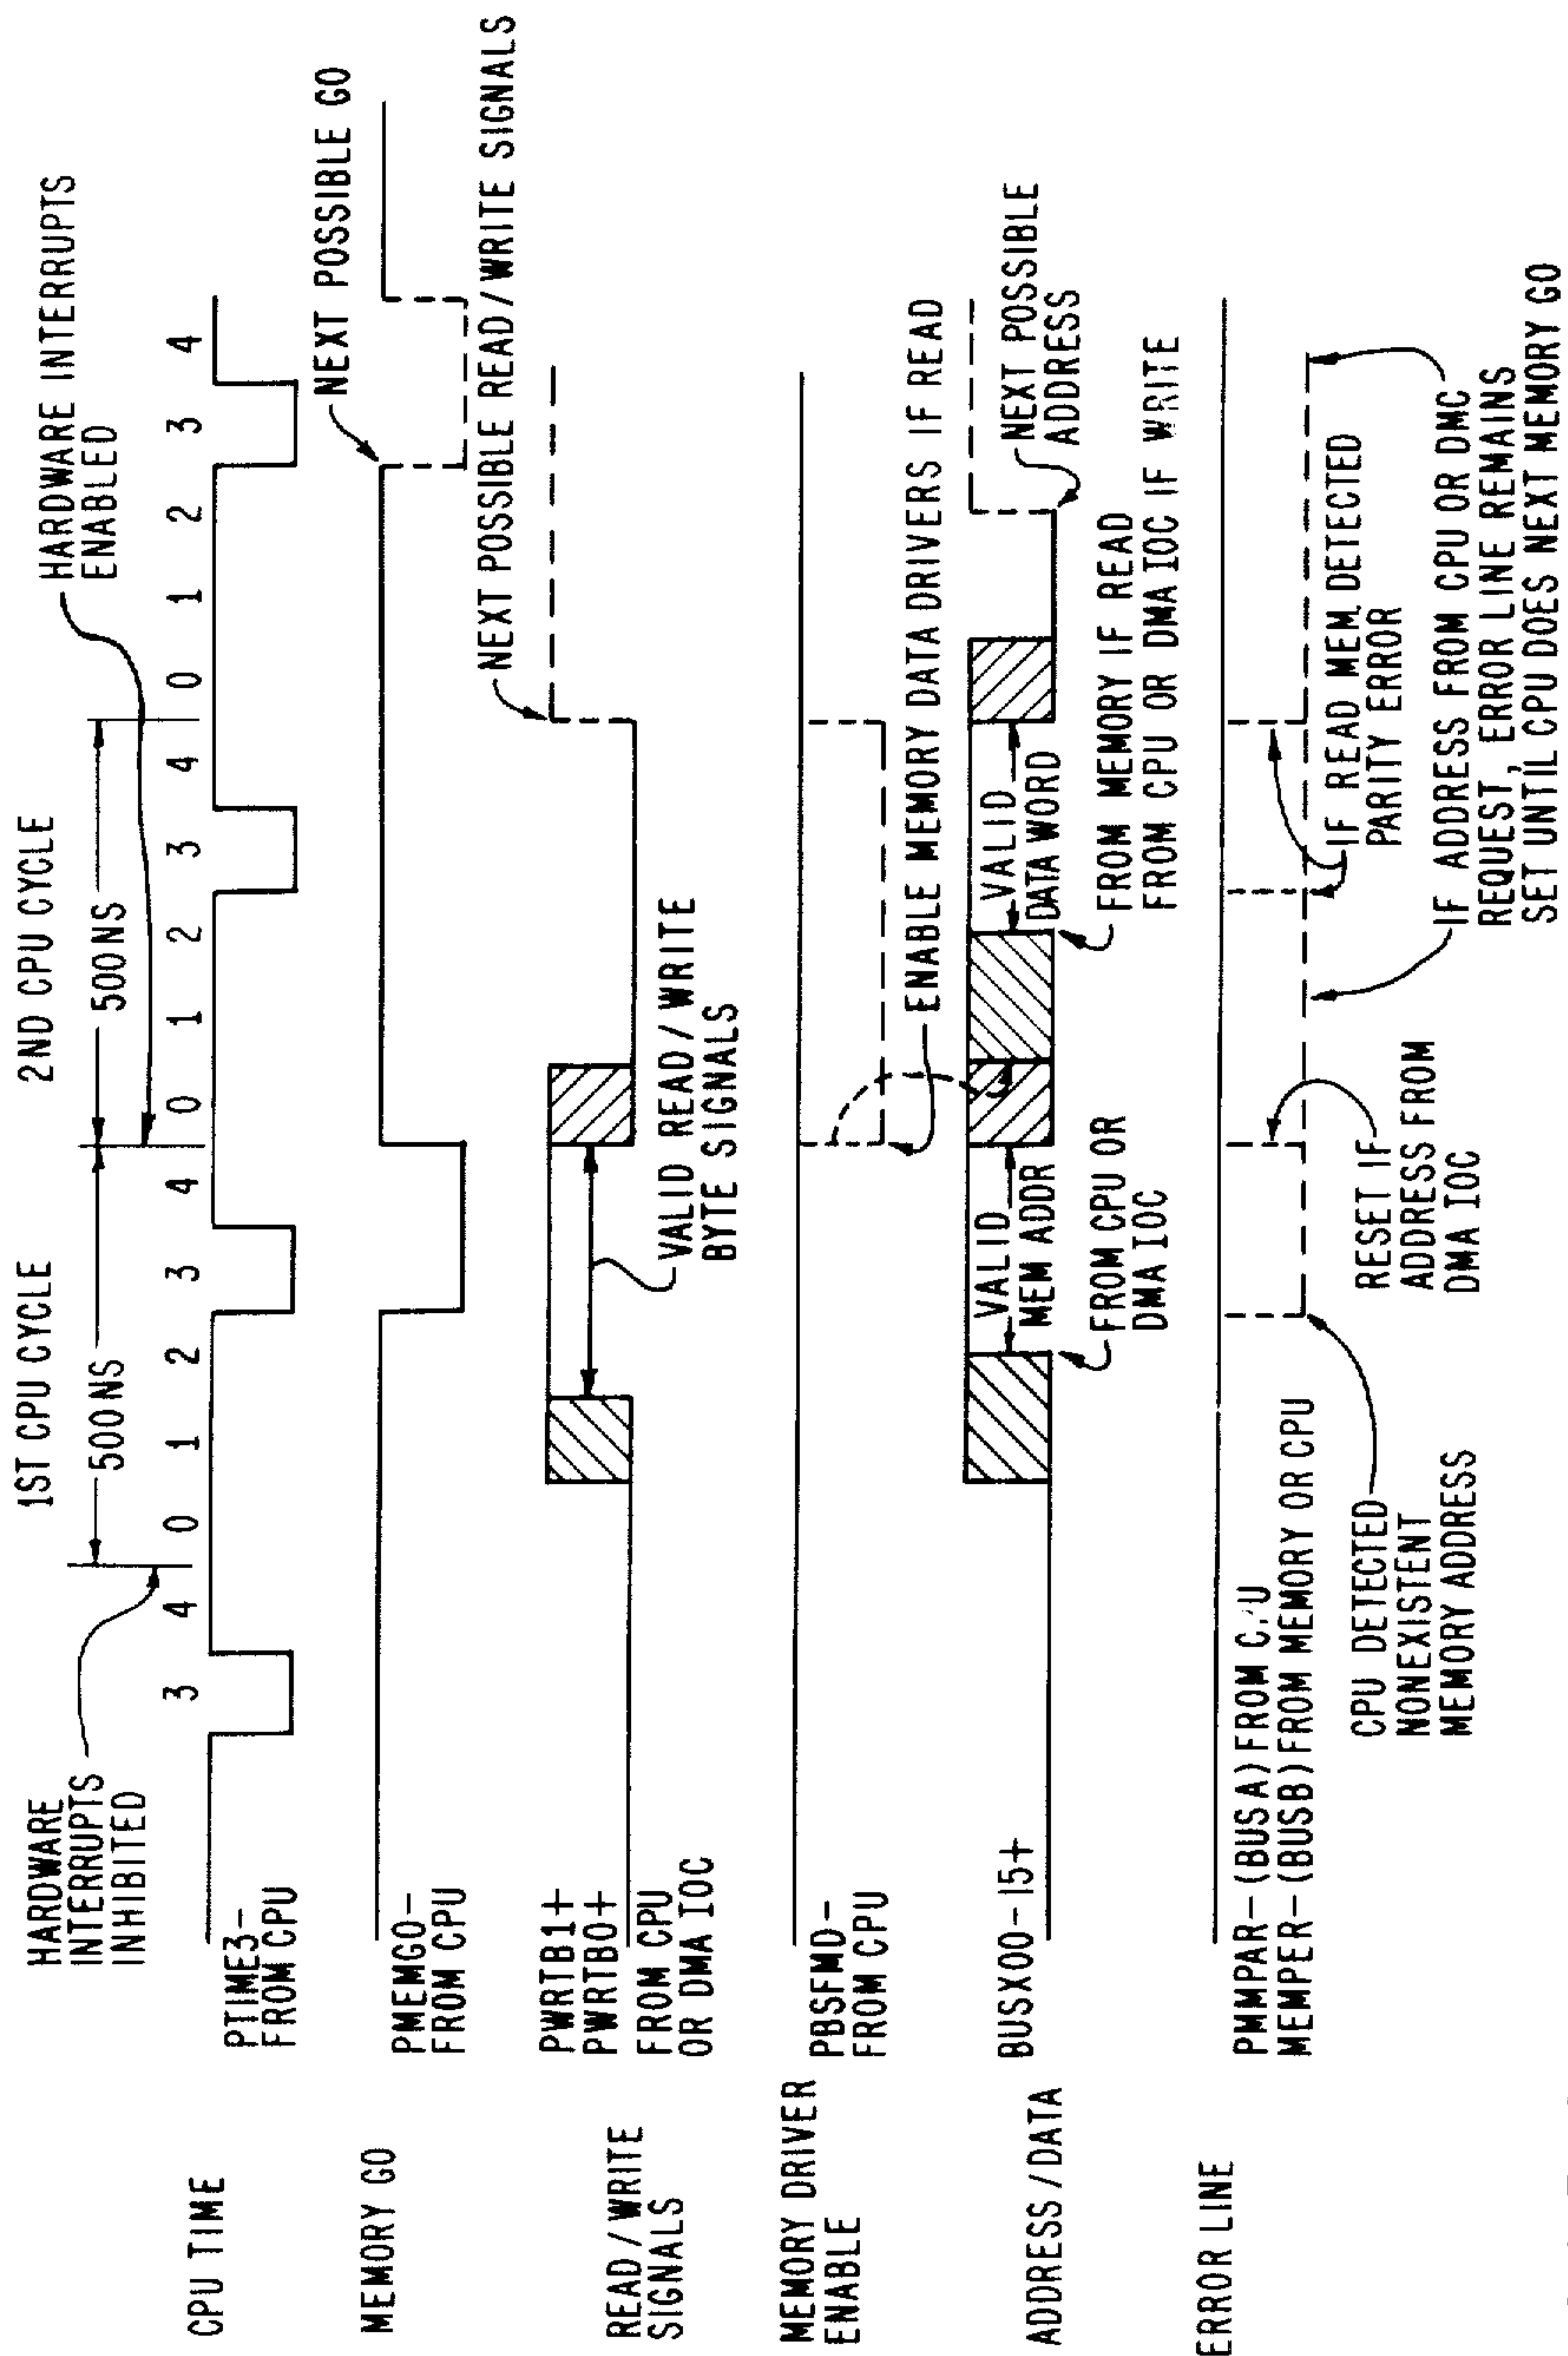 HARDWARE
INTERRUPTS
INHIBITED
1ST CPU CYCLE
2ND CPU CYCLE
HARDWARE INTERRUPTS
ENABLED
500NS
500NS
3 4 0 1 2 3 4 0 1 2 3 4 0 1 2 3 4
CPU TIME
PTIME3-
FROM CPU
MEMORY GO
PMEMGO-
FROM CPU
NEXT POSSIBLE GO
READ/WRITE
SIGNALS
PWRTB1+
PWRTBO+
FROM CPU
OR DMA IOC
VALID READ/WRITE
BYTE SIGNALS
NEXT POSSIBLE READ/WRITE SIGNALS
MEMORY DRIVER
ENABLE
PBSFMD-
FROM CPU
ENABLE MEMORY DATA DRIVERS IF READ
ADDRESS/DATA
BUSX00-15+
VALID
MEM ADDR
FROM CPU OR
DMA IOC
VALID
DATA WORD
FROM MEMORY IF READ
FROM CPU OR DMA IOC IF WRITE
NEXT POSSIBLE
ADDRESS
ERROR LINE
PMMPAR-(BUSA) FROM
MEMPER-(BUSB) FROM MEMORY OR CPU
CPU DETECTED
NONEXISTENT
MEMORY ADDRESS
RESET IF
ADDRESS FROM
DMA IOC
IF READ MEM. DETECTED
PARITY ERROR
IF ADDRESS FROM CPU OR DMC
REQUEST, ERROR LINE REMAINS
SET UNTIL CPU DOES NEXT MEMORY GO